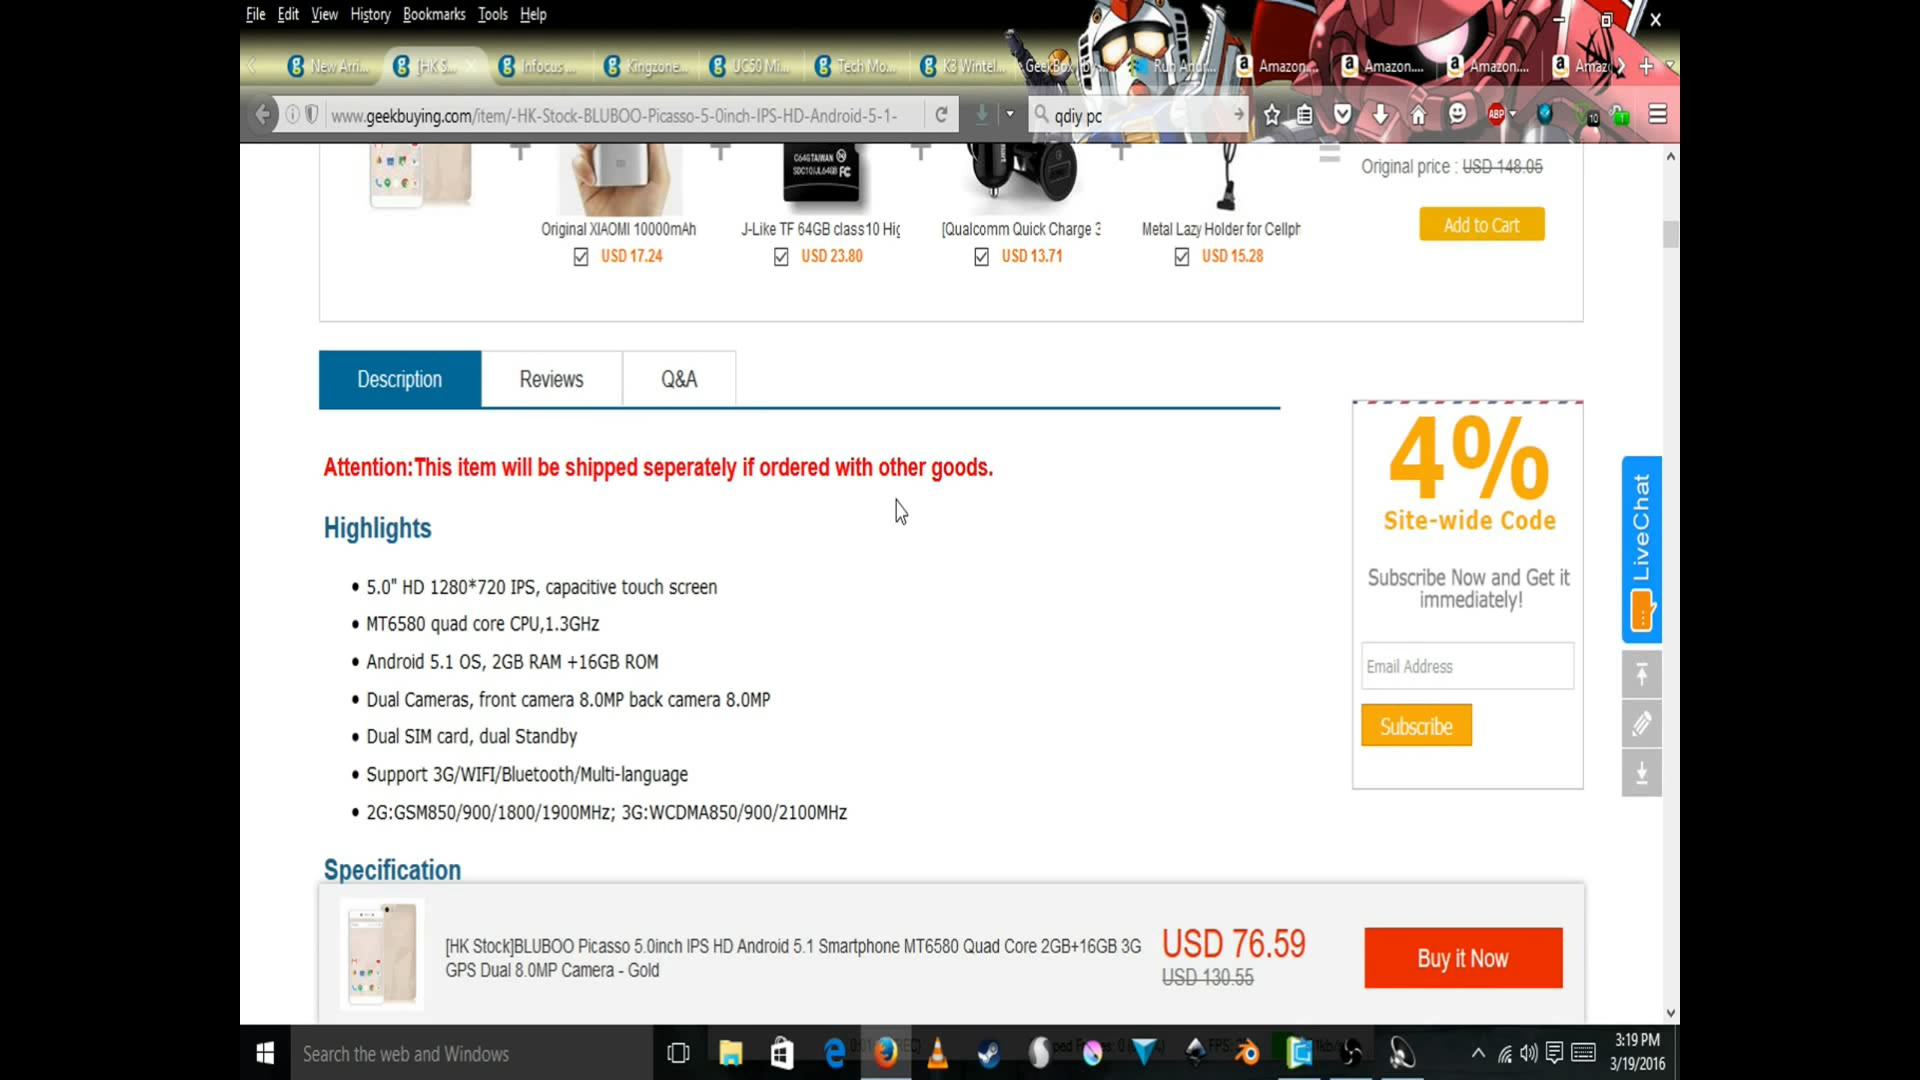 File Edit View History Bookmarks Tools Help
New Arri... [HK S... Infocus ... Kingzone... UC50 Mi... Tech Mo... K3 Wintel... GeekBox Amazon.... Amazon.... Amazon....
www.geekbuying.com/item/-HK-Stock-BLUBOO-Picasso-5-0inch-IPS-HD-Android-5-1-
qdiy pc
ABP
10
1
Original price : USD 148.05
Add to Cart
C64GTAIWAN
SDC10/JL64GB FC
Original XIAOMI 10000mAh
USD 17.24
J-Like TF 64GB class10 Hig
USD 23.80
[Qualcomm Quick Charge 3
USD 13.71
Metal Lazy Holder for Cellph
USD 15.28
Description Reviews Q&A
Attention:This item will be shipped seperately if ordered with other goods.
Highlights
• 5.0" HD 1280*720 IPS, capacitive touch screen
• MT6580 quad core CPU,1.3GHz
• Android 5.1 OS, 2GB RAM +16GB ROM
• Dual Cameras, front camera 8.0MP back camera 8.0MP
• Dual SIM card, dual Standby
• Support 3G/WIFI/Bluetooth/Multi-language
• 2G:GSM850/900/1800/1900MHz; 3G:WCDMA850/900/2100MHz
Specification
4%
Site-wide Code
Subscribe Now and Get it
immediately!
Email Address
Subscribe
LiveChat
[HK Stock]BLUBOO Picasso 5.0inch IPS HD Android 5.1 Smartphone MT6580 Quad Core 2GB+16GB 3G
GPS Dual 8.0MP Camera - Gold
USD 76.59
USD 130.55
Buy it Now
Search the web and Windows
3:19 PM
3/19/2016